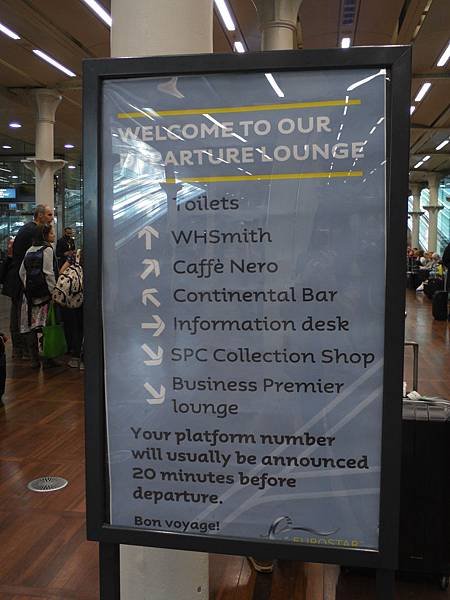 WELCOME TO OUR
DEPARTURE LOUNGE
Toilets
WHSmith
Caffè Nero
Continental Bar
Information desk
SPC Collection Shop
Business Premier
lounge
Your platform number
will usually be announced
20 minutes before
departure.
Bon voyage!
EUROSTAR